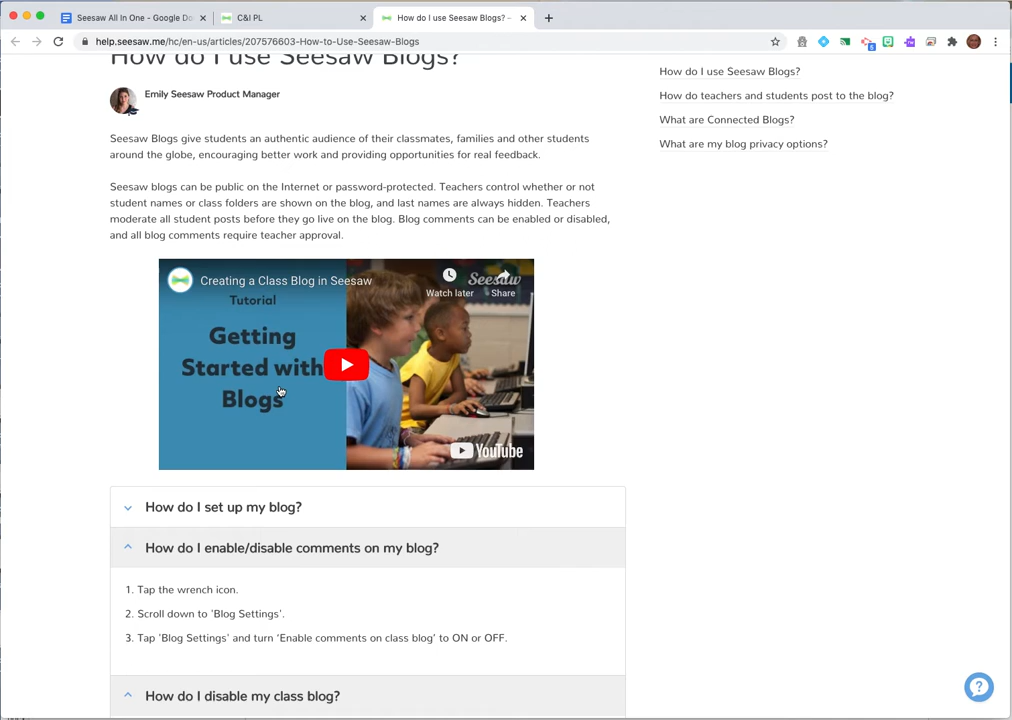 Seesaw All In One - Google Do
C&I PL
How do I use Seesaw Blogs? –
help.seesaw.me/hc/en-us/articles/207576603-How-to-Use-Seesaw-Blogs
5
How do I use Seesaw Blogs?
Emily Seesaw Product Manager
Seesaw Blogs give students an authentic audience of their classmates, families and other students
around the globe, encouraging better work and providing opportunities for real feedback.
Seesaw blogs can be public on the Internet or password-protected. Teachers control whether or not
student names or class folders are shown on the blog, and last names are always hidden. Teachers
moderate all student posts before they go live on the blog. Blog comments can be enabled or disabled,
and all blog comments require teacher approval.
Creating a Class Blog in Seesaw
Seesaw
Watch later
Share
Tutorial
Getting
Started with
Blogs
YouTube
How do I set up my blog?
How do I enable/disable comments on my blog?
1. Tap the wrench icon.
2. Scroll down to 'Blog Settings'.
3. Tap 'Blog Settings' and turn 'Enable comments on class blog' to ON or OFF.
How do I disable my class blog?
How do I use Seesaw Blogs?
How do teachers and students post to the blog?
What are Connected Blogs?
What are my blog privacy options?